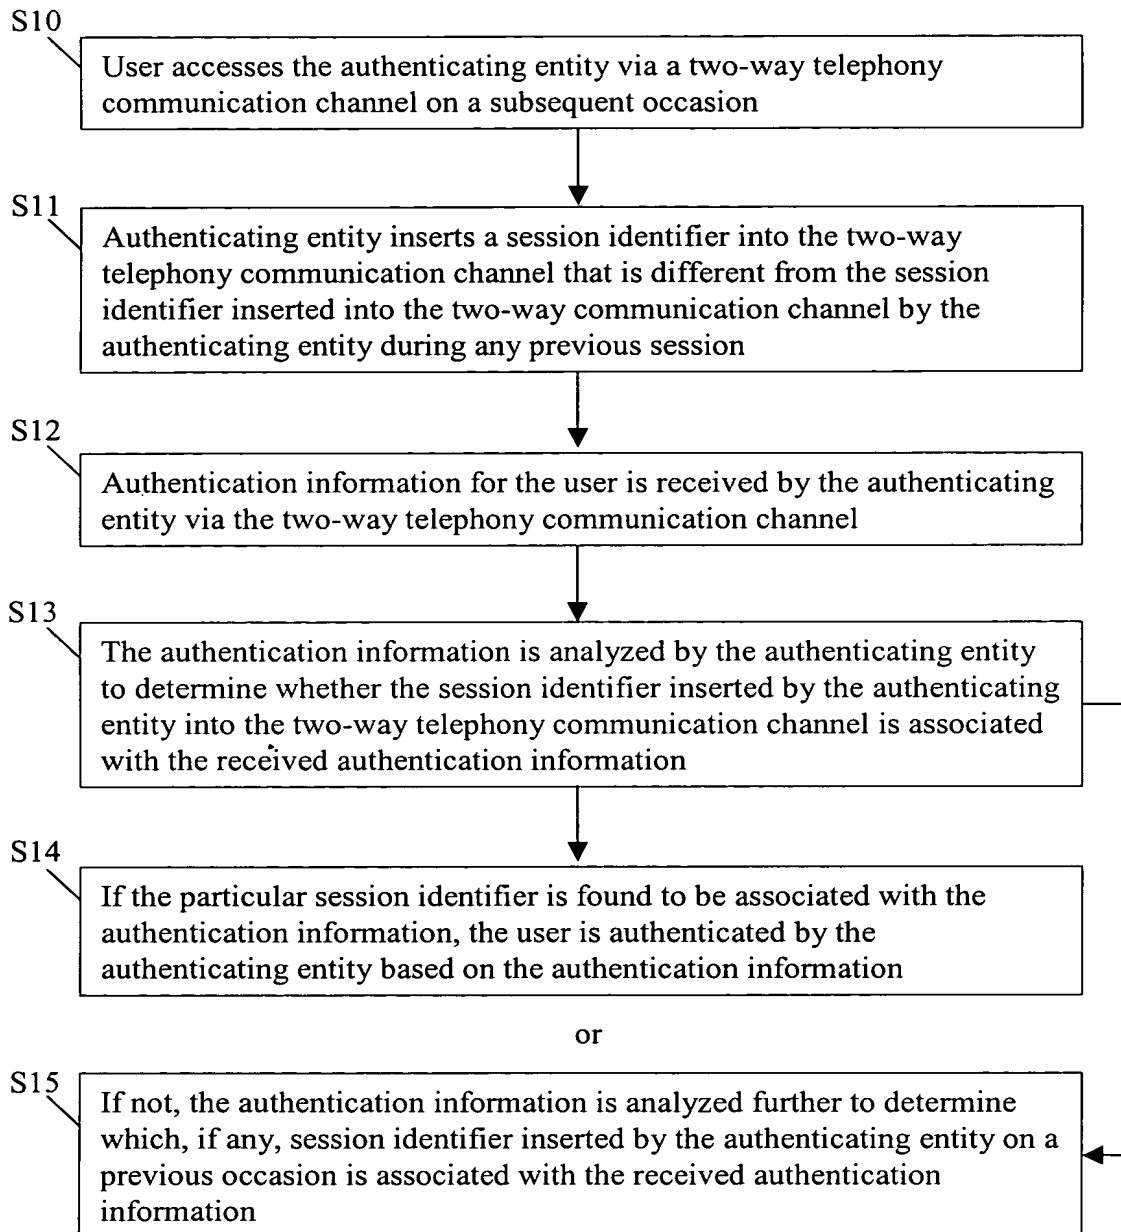 S10
User accesses the authenticating entity via a two-way telephony
communication channel on a subsequent occasion
S11
Authenticating entity inserts a session identifier into the two-way
telephony communication channel that is different from the session
identifier inserted into the two-way communication channel by the
authenticating entity during any previous session
S12
Authentication information for the user is received by the authenticating
entity via the two-way telephony communication channel
S13
The authentication information is analyzed by the authenticating entity
to determine whether the session identifier inserted by the authenticating
entity into the two-way telephony communication channel is associated
with the received authentication information
S14
If the particular session identifier is found to be associated with the
authentication information, the user is authenticated by the
authenticating entity based on the authentication information
or
S15
If not, the authentication information is analyzed further to determine
which, if any, session identifier inserted by the authenticating entity on a
previous occasion is associated with the received authentication
information